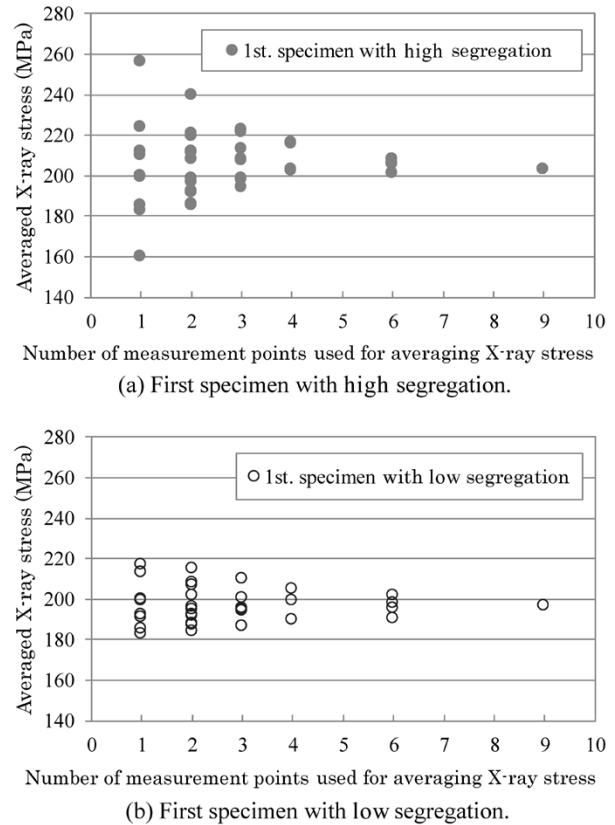 280
260
240
220
200
180
160
140
Averaged X-ray stress (MPa)
1st. specimen with high segregation
0 1 2 3 4 5 6 7 8 9 10
Number of measurement points used for averaging X-ray stress
(a) First specimen with high segregation.
280
260
240
220
200
180
160
140
Averaged X-ray stress (MPa)
1st. specimen with low segregation
0 1 2 3 4 5 6 7 8 9 10
Number of measurement points used for averaging X-ray stress
(b) First specimen with low segregation.